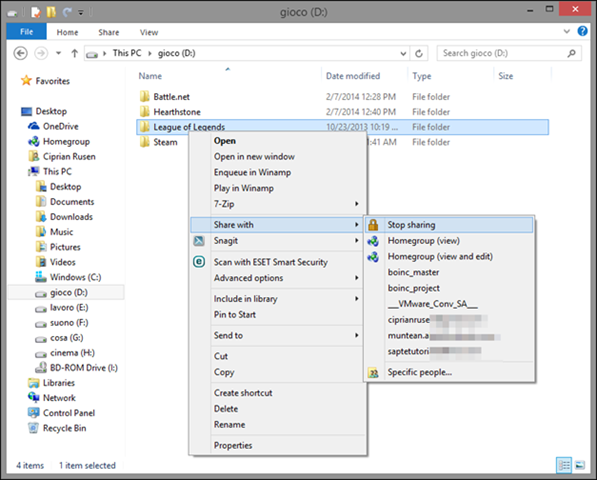 gioco (D:)
File Home Share View
This PC gioco (D:) Search gioco (D:)
Name Date modified Type Size
Favorites
Desktop
OneDrive
Homegroup
Ciprian Rusen
This PC
Desktop
Documents
Downloads
Music
Pictures
Videos
Windows (C:)
gioco (D:)
lavoro (E:)
suono (F:)
cosa (G:)
cinema (H:)
BD-ROM Drive (I:)
Libraries
Network
Control Panel
Recycle Bin
Battle.net 2/7/2014 12:28 PM File folder
Hearthstone 2/7/2014 12:40 PM File folder
League of Legends 10/23/2013 10:19 ... File folder
Steam :41 AM File folder
Open
Open in new window
Enqueue in Winamp
Play in Winamp
7-Zip
Share with
Snagit
Scan with ESET Smart Security
Advanced options
Include in library
Pin to Start
Send to
Cut
Copy
Create shortcut
Delete
Rename
Properties
Stop sharing
Homegroup (view)
Homegroup (view and edit)
boinc_master
boinc_project
__VMware_Conv_SA__
ciprianruse
muntean.a
saptetutori
Specific people...
4 items 1 item selected